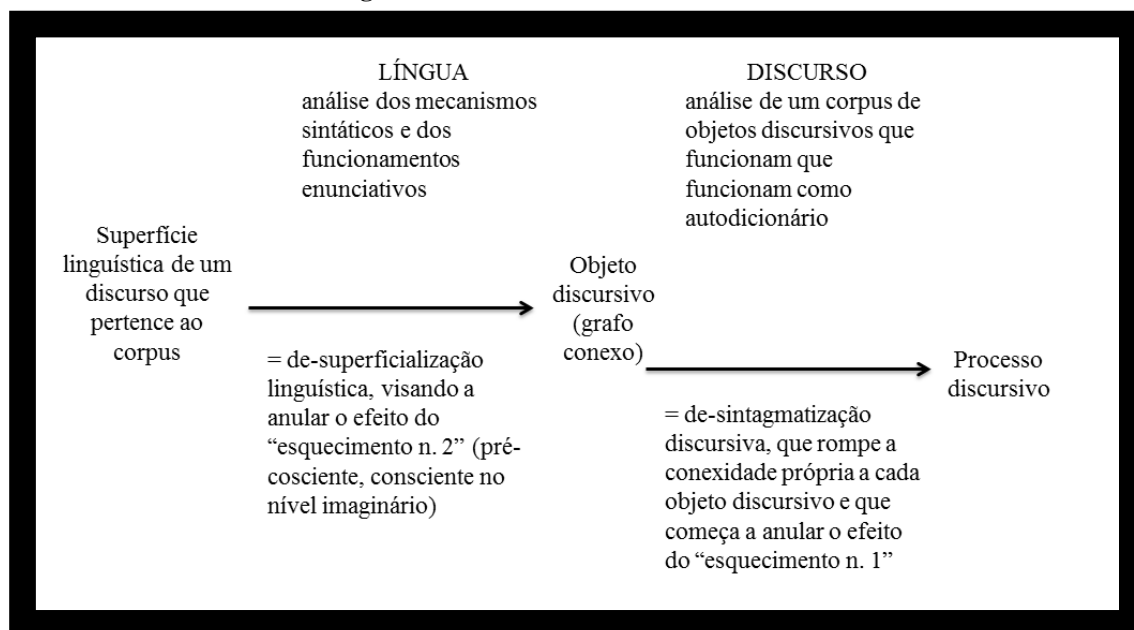 LÍNGUA
análise dos mecanismos
sintáticos e dos
funcionamentos
enunciativos
DISCURSO
análise de um corpus de
objetos discursivos que
funcionam que
funcionam como
autodicionário
Superfície
linguística de um
discurso que
pertence ao
corpus
Objeto
discursivo
(grafo
conexo)
Processo
discursivo
= de-superficialização
linguística, visando a
anular o efeito do
“esquecimento n. 2” (pré-
cosciente, consciente no
nível imaginário)
= de-sintagmatização
discursiva, que rompe a
conexidade própria a cada
objeto discursivo e que
começa a anular o efeito
do “esquecimento n. 1”